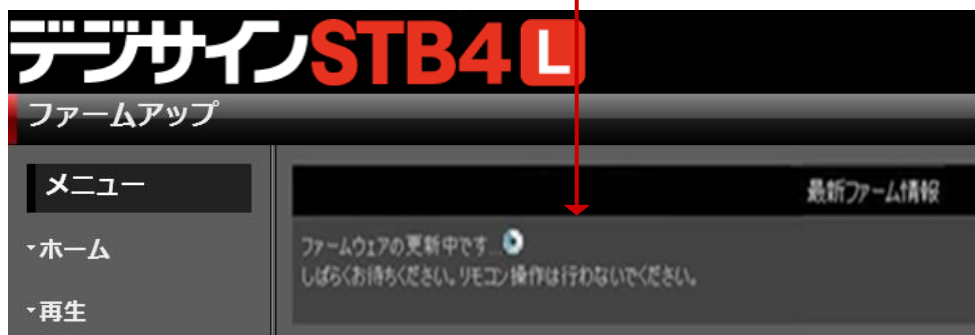 デジサインSTB4 L
ファームアップ
メニュー
最新ファーム情報
ホーム
ファームウェアの更新中です...
しばらくお待ちください。リモコン操作は行わないでください。
再生